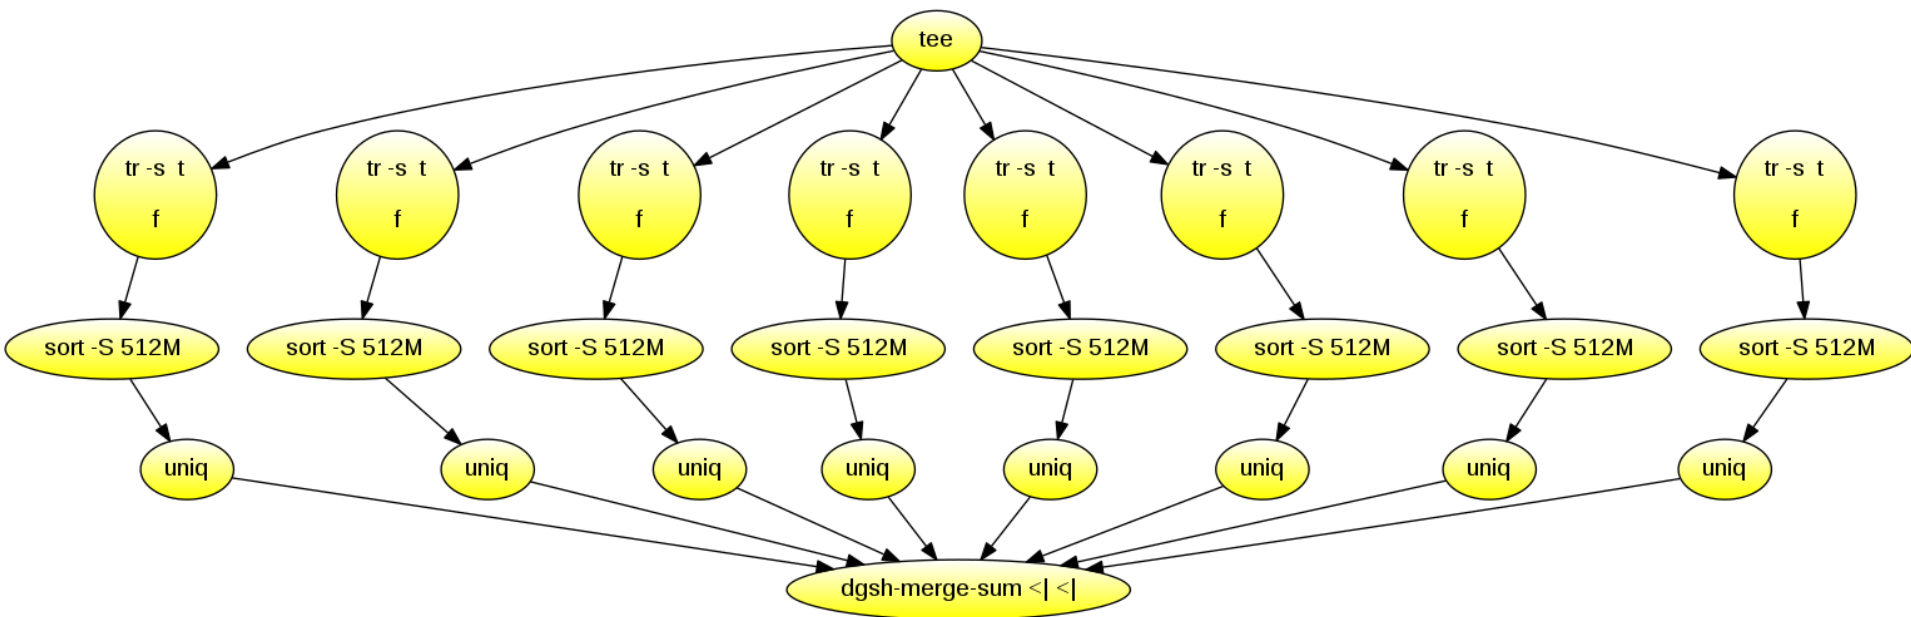 tee
tr -s t
f
tr -s t
f
tr -s t
f
tr -s t
f
tr -s t
f
tr -s t
f
tr -s t
f
tr -s t
f
sort -S 512M
sort -S 512M
sort -S 512M
sort -S 512M
sort -S 512M
sort -S 512M
sort -S 512M
sort -S 512M
uniq
uniq
uniq
uniq
uniq
uniq
uniq
uniq
dgsh-merge-sum <| <|